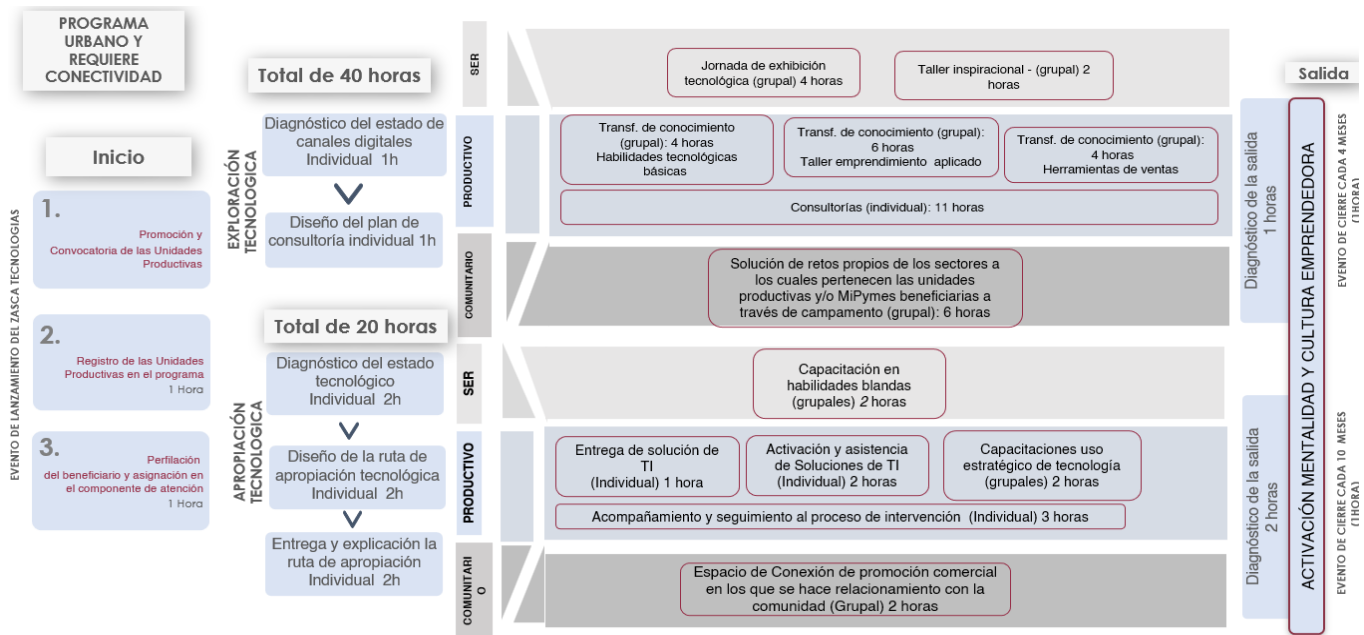 PROGRAMA
URBANO Y
REQUIERE
CONECTIVIDAD
EVENTO DE LANZAMIENTO DEL ZASCA TECNOLOGIAS
Inicio
1.
Promoción y
Convocatoria de las Unidades
Productivas
2.
Registro de las Unidades
Productivas en el programa
1 Hora
3.
Perfilación
del beneficiario y asignación en
el componente de atención
1 Hora
Total de 40 horas
EXPLORACIÓN
TECNOLOGICA
Diagnóstico del estado de
canales digitales
Individual 1h
Diseño del plan de
consultoría individual 1h
SER
Jornada de exhibición
tecnológica (grupal) 4 horas
Taller inspiracional - (grupal) 2
horas
PRODUCTIVO
Transf. de conocimiento
(grupal): 4 horas
Habilidades tecnológicas
básicas
Transf. de conocimiento (grupal):
6 horas
Taller emprendimiento aplicado
Transf. de conocimiento (grupal):
4 horas
Herramientas de ventas
Consultorías (individual): 11 horas
COMUNITARIO
Solución de retos propios de los sectores a
los cuales pertenecen las unidades
productivas y/o MiPymes beneficiarias a
través de campamento (grupal): 6 horas
Total de 20 horas
APROPIACIÓN
TECNOLOGICA
Diagnóstico del estado
tecnológico
Individual 2h
Diseño de la ruta de
apropiación tecnológica
Individual 2h
Entrega y explicación la
ruta de apropiación
Individual 2h
SER
Capacitación en
habilidades blandas
(grupales) 2 horas
PRODUCTIVO
Entrega de solución de
TI
(Individual) 1 hora
Activación y asistencia
de Soluciones de TI
(Individual) 2 horas
Capacitaciones uso
estratégico de tecnología
(grupales) 2 horas
Acompañamiento y seguimiento al proceso de intervención (Individual) 3 horas
COMUNITARI
O
Espacio de Conexión de promoción comercial
en los que se hace relacionamiento con la
comunidad (Grupal) 2 horas
Salida
Diagnóstico de la salida
1 horas
Diagnóstico de la salida
2 horas
ACTIVACIÓN MENTALIDAD Y CULTURA EMPRENDEDORA
EVENTO DE CIERRE CADA 4 MESES
(1HORA)
EVENTO DE CIERRE CADA 10 MESES
(1HORA)